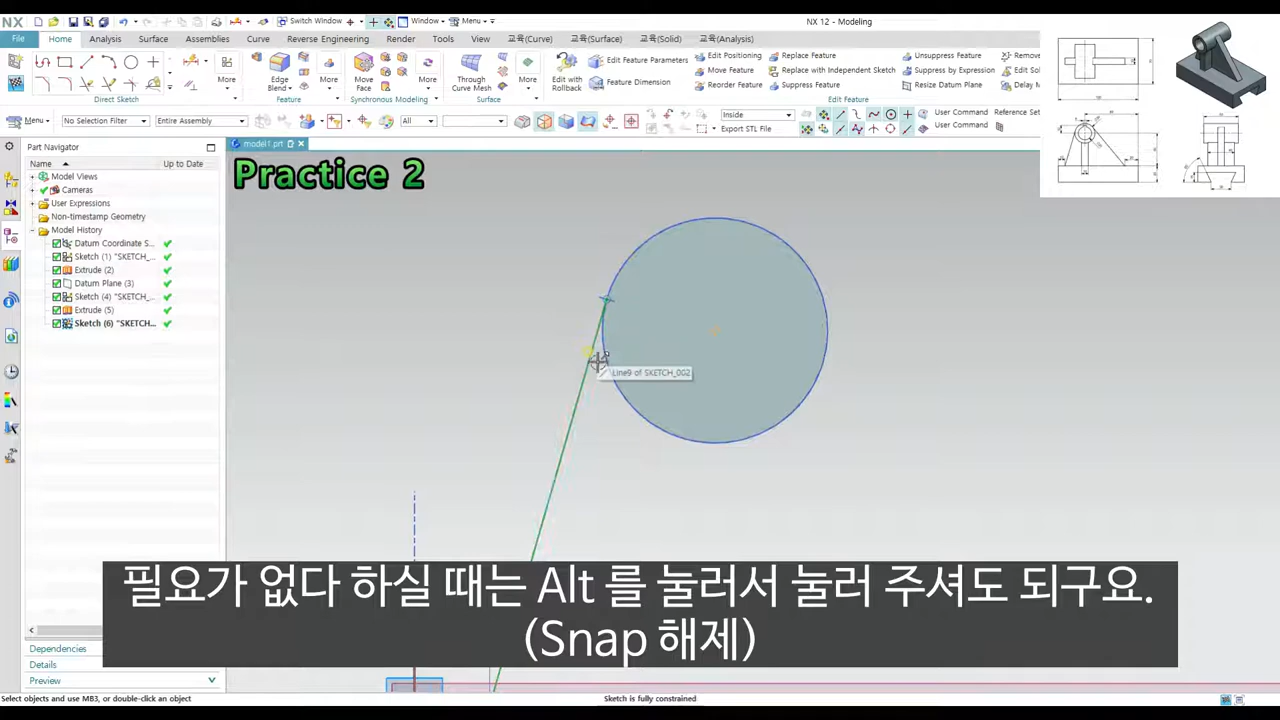 NX
Switch Window
Window
Menu
NX 12 - Modeling
File
Home
Analysis
Surface
Assemblies
Curve
Reverse Engineering
Render
Tools
View
교육(Curve)
교육(Surface)
교육(Solid)
교육(Analysis)
More
Edge
Blend
More
Move
Face
More
Through
Curve Mesh
More
Edit with
Rollback
Edit Feature Parameters
Feature Dimension
Edit Positioning
Move Feature
Reorder Feature
Replace Feature
Replace with Independent Sketch
Suppress Feature
Unsuppress Feature
Suppress by Expression
Resize Datum Plane
Remov
Edit Soli
Delay M
Direct Sketch
Feature
Synchronous Modeling
Surface
Edit Feature
Menu
No Selection Filter
Entire Assembly
All
Inside
Export STL File
User Command
User Command
Reference Set
Part Navigator
model1.prt
Name
Up to Date
Model Views
Cameras
User Expressions
Non-timestamp Geometry
Model History
Datum Coordinate S...
Sketch (1) "SKETCH_...
Extrude (2)
Datum Plane (3)
Sketch (4) "SKETCH_...
Extrude (5)
Sketch (6) "SKETCH...
Dependencies
Details
Preview
Practice 2
Line9 of SKETCH_002
필요가 없다 하실 때는 Alt 를 눌러서 눌러 주셔도 되구요.
(Snap 해제)
Select objects and use MB3, or double-click an object
Sketch is fully constrained